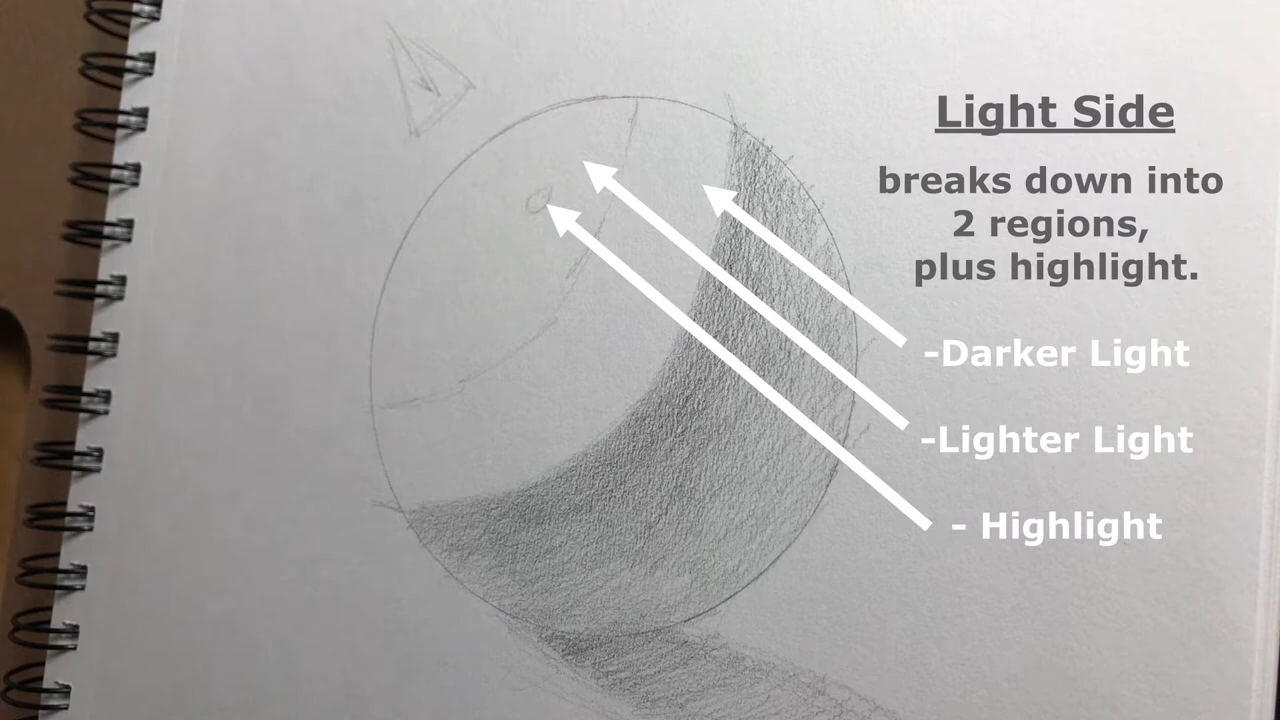 Light Side
breaks down into
2 regions,
plus highlight.
-Darker Light
-Lighter Light
- Highlight